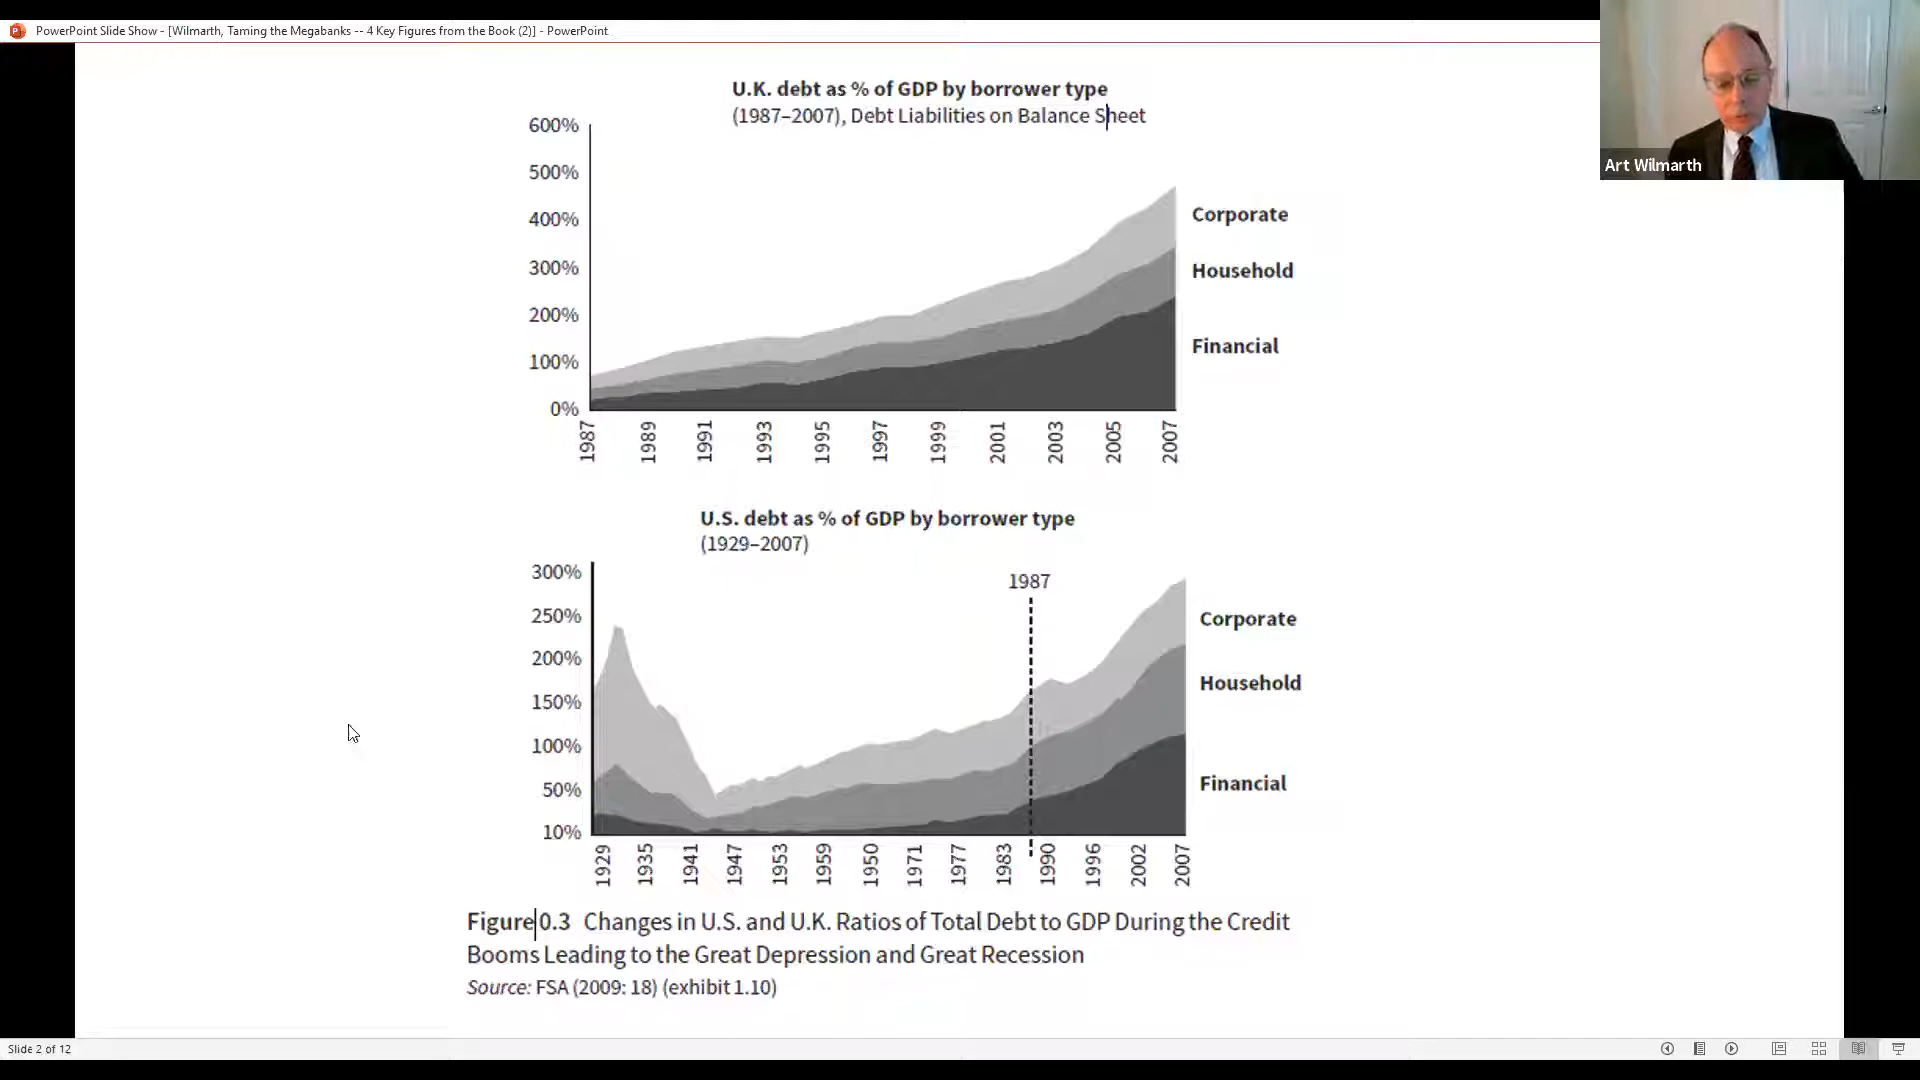 PowerPoint Slide Show - [Wilmarth, Taming the Megabanks -- 4 Key Figures from the Book (2)] - PowerPoint
Art Wilmarth
U.K. debt as % of GDP by borrower type
(1987–2007), Debt Liabilities on Balance Sheet
600%
500%
400%
300%
200%
100%
0%
Corporate
Household
Financial
1987
1989
1991
1993
1995
1997
1999
2001
2003
2005
2007
U.S. debt as % of GDP by borrower type
(1929–2007)
1987
300%
250%
200%
150%
100%
50%
10%
Corporate
Household
Financial
1929
1935
1941
1947
1953
1959
1950
1971
1977
1983
1990
1996
2002
2007
Figure 0.3 Changes in U.S. and U.K. Ratios of Total Debt to GDP During the Credit
Booms Leading to the Great Depression and Great Recession
Source: FSA (2009: 18) (exhibit 1.10)
Slide 2 of 12